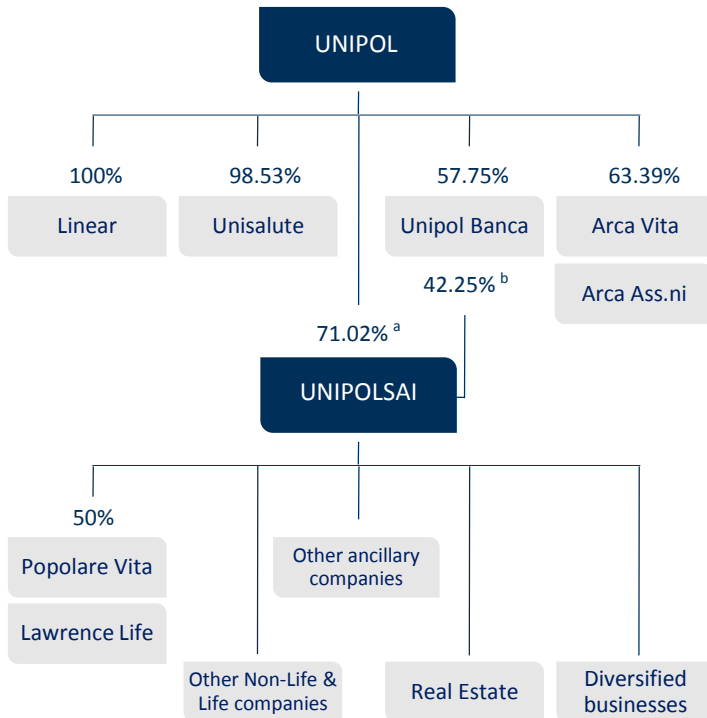 UNIPOL
100%
98.53%
57.75%
63.39%
Linear
Unisalute
Unipol Banca
Arca Vita
42.25% b
Arca Ass.ni
71.02% a
UNIPOLSAI
50%
Popolare Vita
Other ancillary
companies
Lawrence Life
Other Non-Life &
Life companies
Real Estate
Diversified
businesses